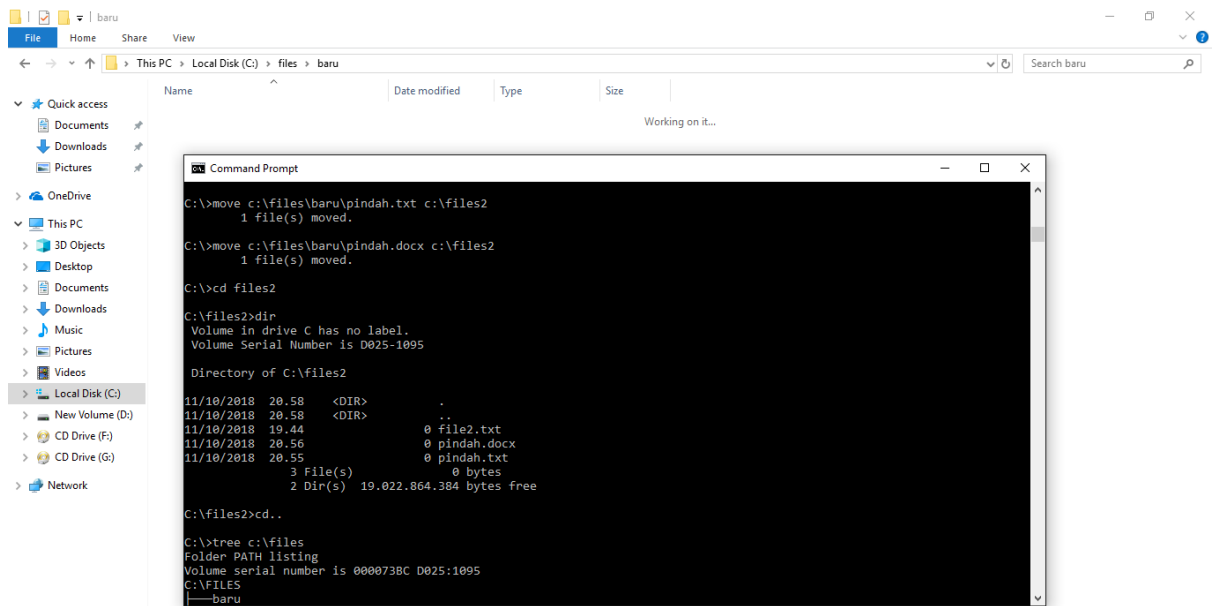 baru
File Home Share View
This PC > Local Disk (C:) > files > baru
Search baru
Name Date modified Type Size
Working on it...
Quick access
Documents
Downloads
Pictures
OneDrive
This PC
3D Objects
Desktop
Documents
Downloads
Music
Pictures
Videos
Local Disk (C:)
New Volume (D:)
CD Drive (F:)
CD Drive (G:)
Network
Command Prompt
C:\>move c:\files\baru\pindah.txt c:\files2
1 file(s) moved.
C:\>move c:\files\baru\pindah.docx c:\files2
1 file(s) moved.
C:\>cd files2
C:\files2>dir
Volume in drive C has no label.
Volume Serial Number is D025-1095
Directory of C:\files2
11/10/2018 20.58 <DIR> .
11/10/2018 20.58 <DIR> ..
11/10/2018 19.44 0 file2.txt
11/10/2018 20.56 0 pindah.docx
11/10/2018 20.55 0 pindah.txt
3 File(s) 0 bytes
2 Dir(s) 19.022.864.384 bytes free
C:\files2>cd..
C:\>tree c:\files
Folder PATH listing
Volume serial number is 000073BC D025:1095
C:\FILES
├───baru